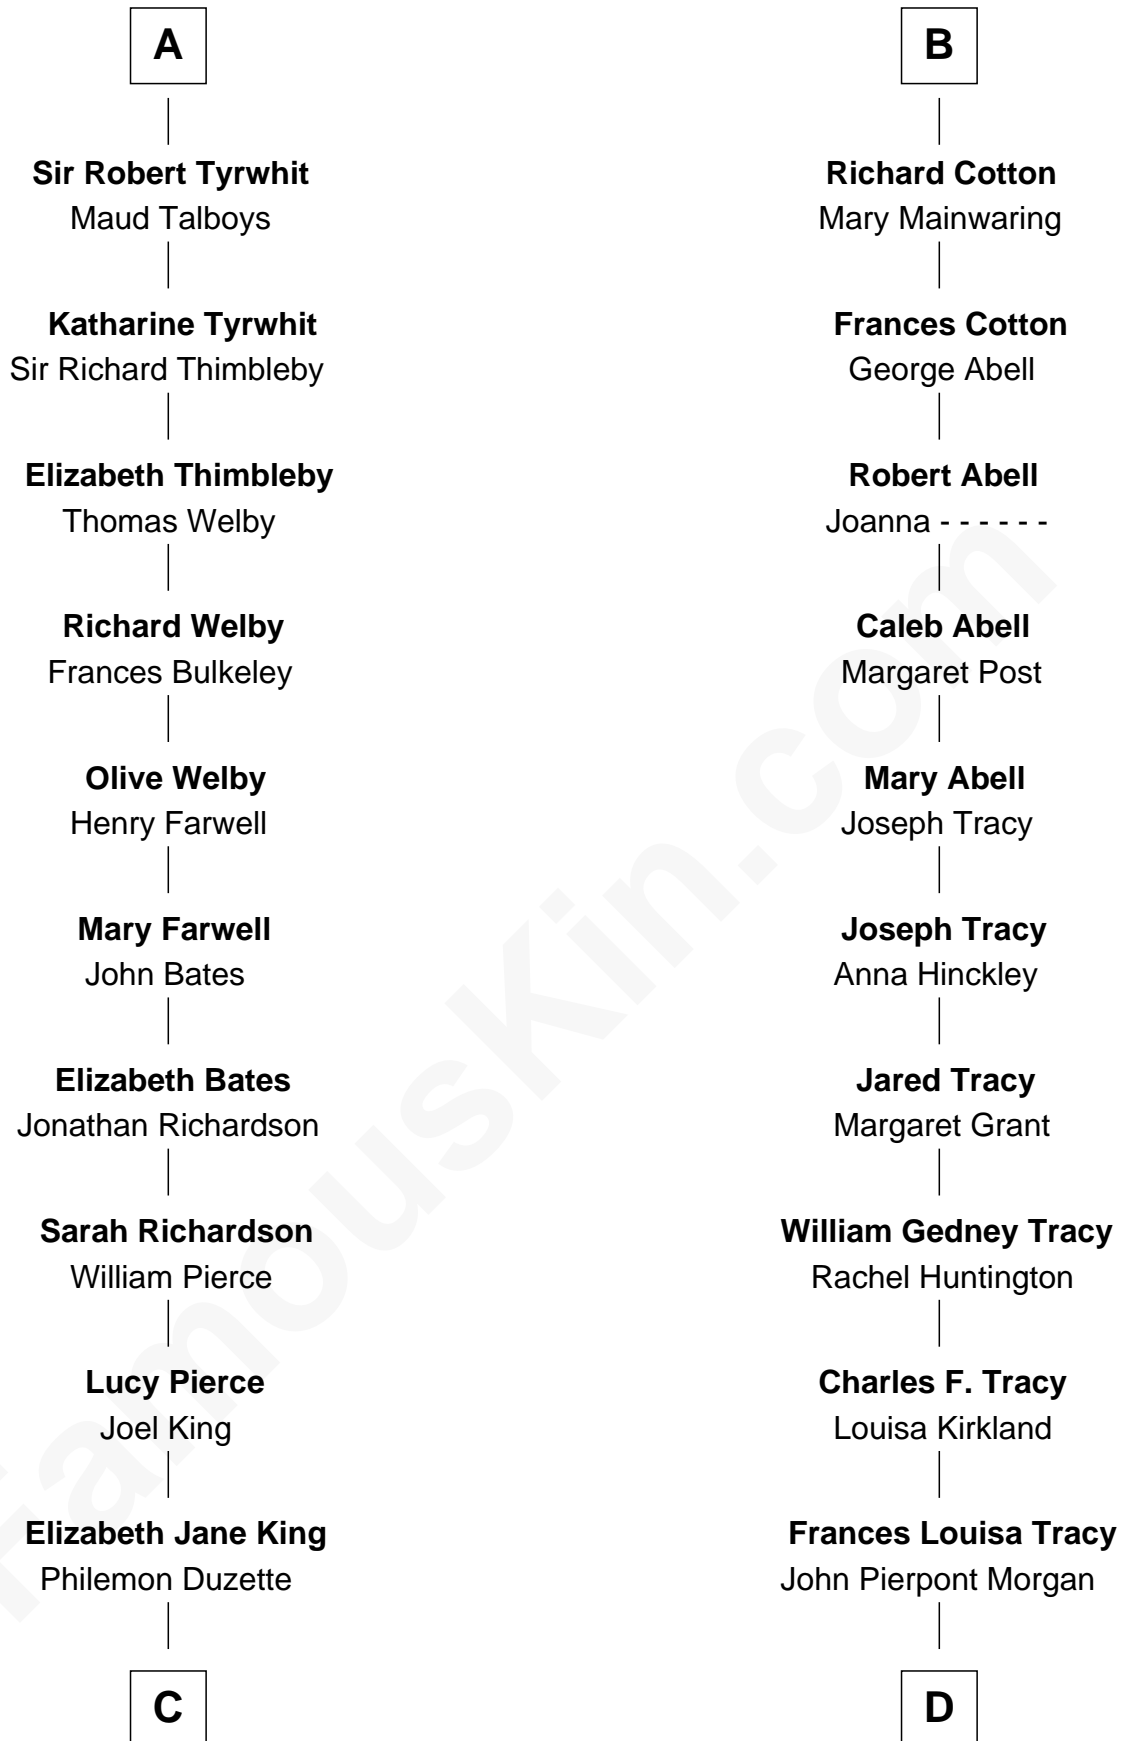 A
Sir Robert Tyrwhit
Maud Talboys
Katharine Tyrwhit
Sir Richard Thimbleby
Elizabeth Thimbleby
Thomas Welby
Richard Welby
Frances Bulkeley
Olive Welby
Henry Farwell
Mary Farwell
John Bates
Elizabeth Bates
Jonathan Richardson
Sarah Richardson
William Pierce
Lucy Pierce
Joel King
Elizabeth Jane King
Philemon Duzette
C
B
Richard Cotton
Mary Mainwaring
Frances Cotton
George Abell
Robert Abell
Joanna - - - - - -
Caleb Abell
Margaret Post
Mary Abell
Joseph Tracy
Joseph Tracy
Anna Hinckley
Jared Tracy
Margaret Grant
William Gedney Tracy
Rachel Huntington
Charles F. Tracy
Louisa Kirkland
Frances Louisa Tracy
John Pierpont Morgan
D
FamousKin.com